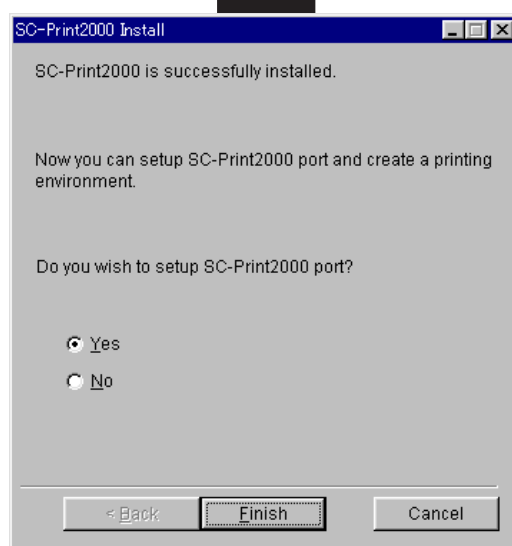 SC-Print2000 Install
SC-Print2000 is successfully installed.
Now you can setup SC-Print2000 port and create a printing
environment.
Do you wish to setup SC-Print2000 port?
Yes
No
< Back
Finish
Cancel